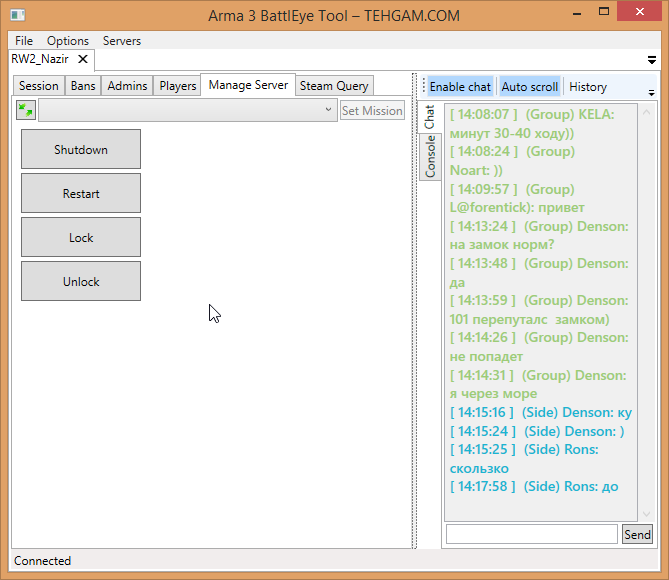 Arma 3 BattlEye Tool – TEHGAM.COM
File Options Servers
RW2_Nazir
Session Bans Admins Players Manage Server Steam Query
Set Mission
Shutdown
Restart
Lock
Unlock
Enable chat Auto scroll History
Chat
Console
[ 14:08:07 ] (Group) KELA:
минут 30-40 ходу))
[ 14:08:24 ] (Group)
Noart: ))
[ 14:09:57 ] (Group)
L@forentick): привет
[ 14:13:24 ] (Group) Denson:
на замок норм?
[ 14:13:48 ] (Group) Denson:
да
[ 14:13:59 ] (Group) Denson:
101 перепуталс замком)
[ 14:14:26 ] (Group) Denson:
не попадет
[ 14:14:31 ] (Group) Denson:
я через море
[ 14:15:16 ] (Side) Denson: ку
[ 14:15:24 ] (Side) Denson: )
[ 14:15:25 ] (Side) Rons:
скользко
[ 14:17:58 ] (Side) Rons: до
Send
Connected